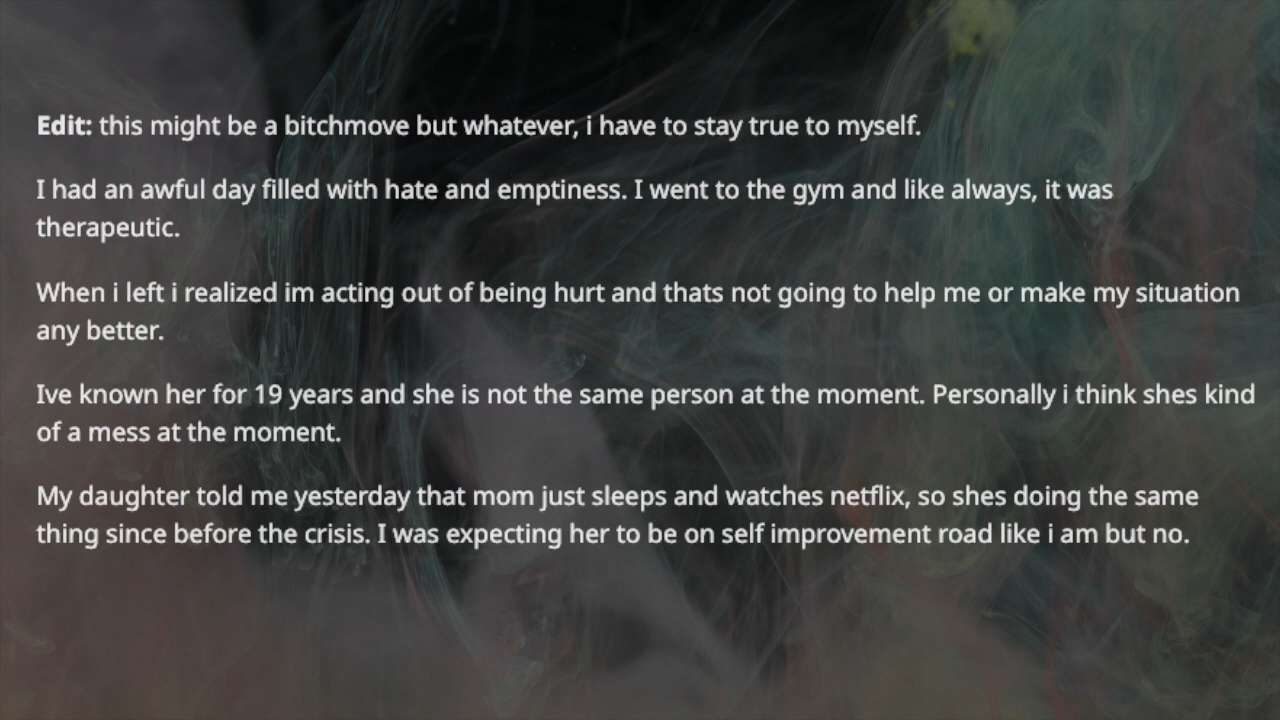 Edit: this might be a bitchmove but whatever, i have to stay true to myself.
I had an awful day filled with hate and emptiness. I went to the gym and like always, it was
therapeutic.
When i left i realized im acting out of being hurt and thats not going to help me or make my situation
any better.
Ive known her for 19 years and she is not the same person at the moment. Personally i think shes kind
of a mess at the moment.
My daughter told me yesterday that mom just sleeps and watches netflix, so shes doing the same
thing since before the crisis. I was expecting her to be on self improvement road like i am but no.